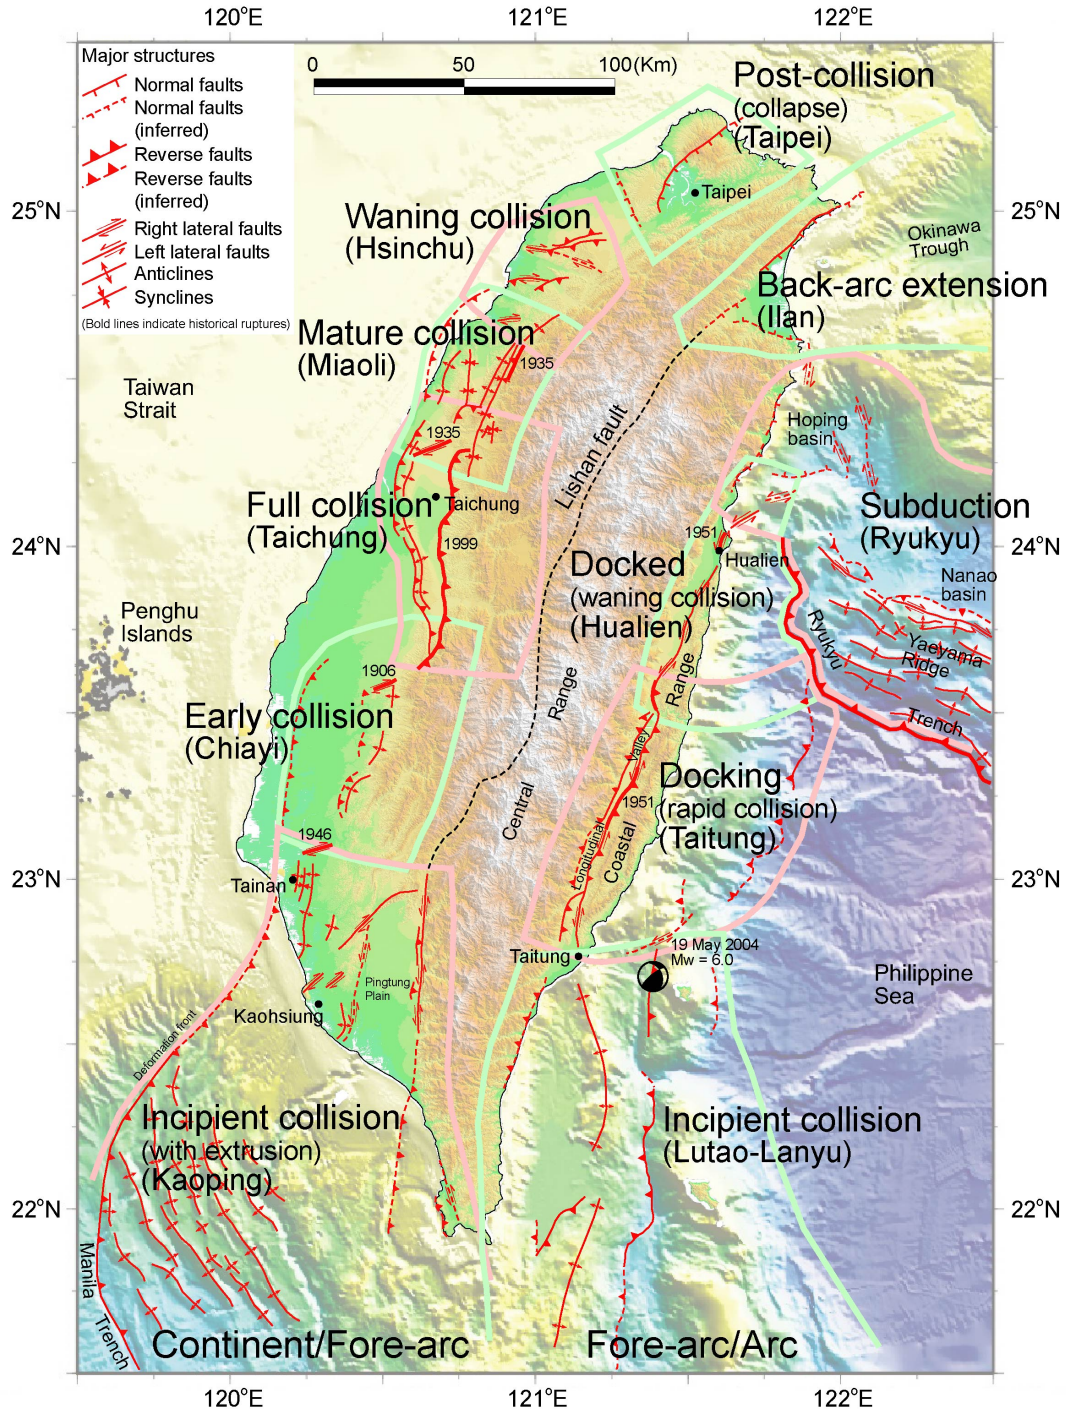 120°E
121°E
122°E
Major structures
Normal faults
Normal faults
(inferred)
Reverse faults
Reverse faults
(inferred)
Right lateral faults
Left lateral faults
Anticlines
Synclines
(Bold lines indicate historical ruptures)
0
50
100(Km)
Post-collision
(collapse)
(Taipei)
Taipei
25°N
25°N
Waning collision
(Hsinchu)
Okinawa
Trough
Back-arc extension
(Ilan)
Mature collision
(Miaoli)
1935
Taiwan
Strait
Lishan fault
Hoping
basin
1935
Full collision
(Taichung)
Taichung
1999
Subduction
(Ryukyu)
24°N
24°N
1951
Hualien
Docked
(waning collision)
(Hualien)
Nanao
basin
Penghu
Islands
Ryukyu
Trench
Yaeyama
Ridge
1906
Early collision
(Chiayi)
Central
Range
Longitudinal
Valley
Coastal
Range
1951
Docking
(rapid collision)
(Taitung)
1946
23°N
23°N
Tainan
Taitung
19 May 2004
Mw = 6.0
Philippine
Sea
Pingtung
Plain
Kaohsiung
Deformation front
Incipient collision
(with extrusion)
(Kaoping)
Incipient collision
(Lutao-Lanyu)
22°N
22°N
Manila
Trench
Continent/Fore-arc
Fore-arc/Arc
120°E
121°E
122°E